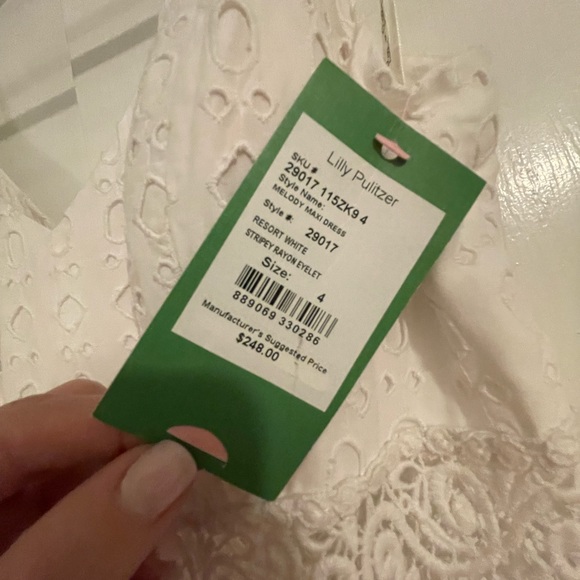 Lilly Pulitzer
SKU #
29017 115ZK9 4
Style Name:
MELODY MAXI DRESS
Style #: 29017
RESORT WHITE
STRIPEY RAYON EYELET
Size: 4
889069 330286
Manufacturer's Suggested Price
$248.00